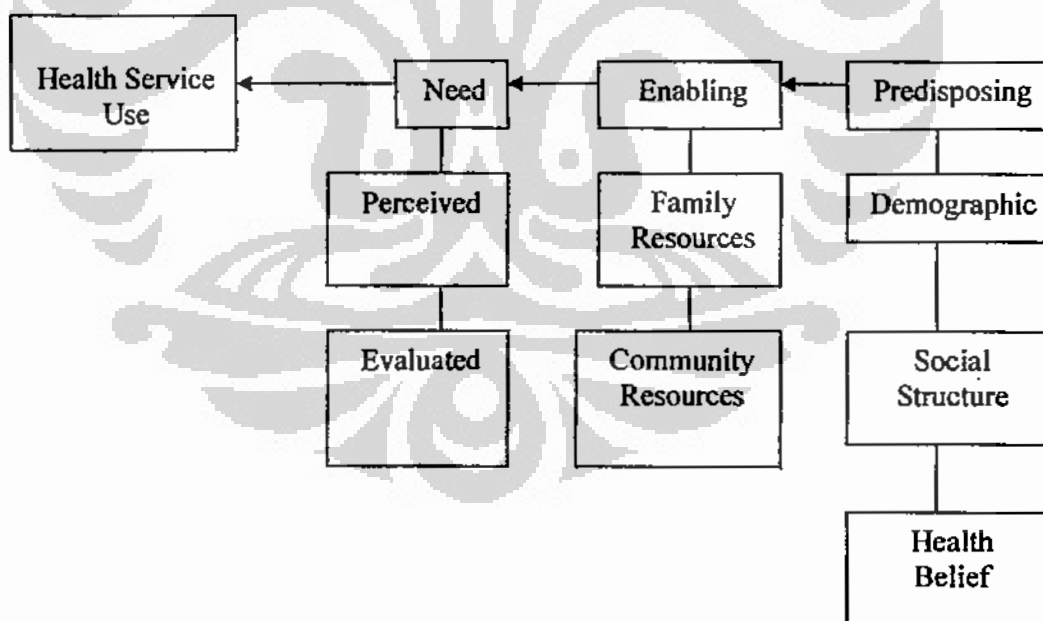 Health Service
Use
Need
Enabling
Predisposing
Perceived
Family
Resources
Demographic
Evaluated
Community
Resources
Social
Structure
Health
Belief